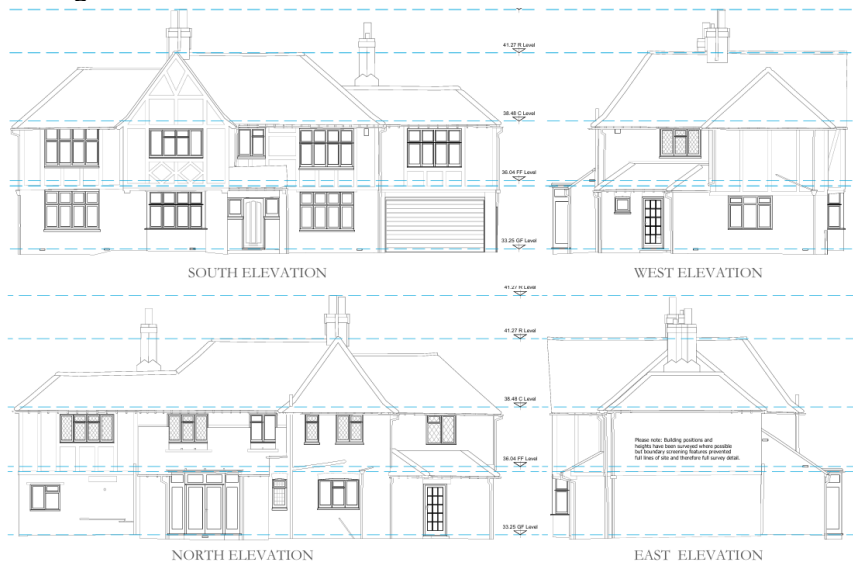 41.27 R Level
38.48 C Level
36.04 FF Level
33.25 GF Level
SOUTH ELEVATION
WEST ELEVATION
41.27 R Level
41.27 R Level
38.48 C Level
36.04 FF Level
33.25 GF Level
Please note: Building positions and
heights have been surveyed where possible
but boundary screening features prevented
full lines of site and therefore full survey detail.
NORTH ELEVATION
EAST ELEVATION